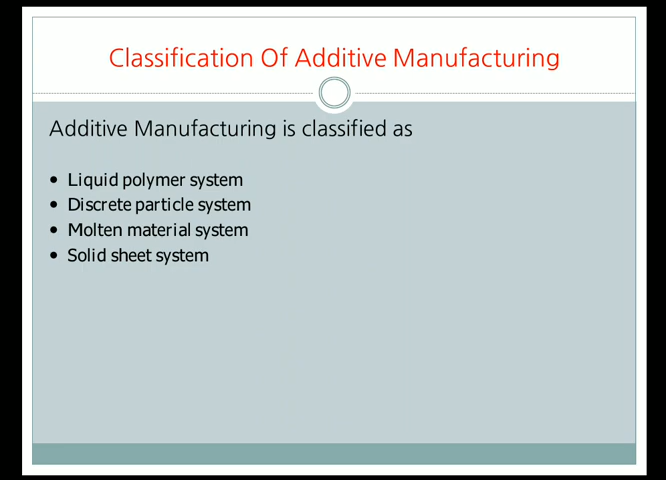 Classification Of Additive Manufacturing
Additive Manufacturing is classified as
• Liquid polymer system
• Discrete particle system
• Molten material system
• Solid sheet system